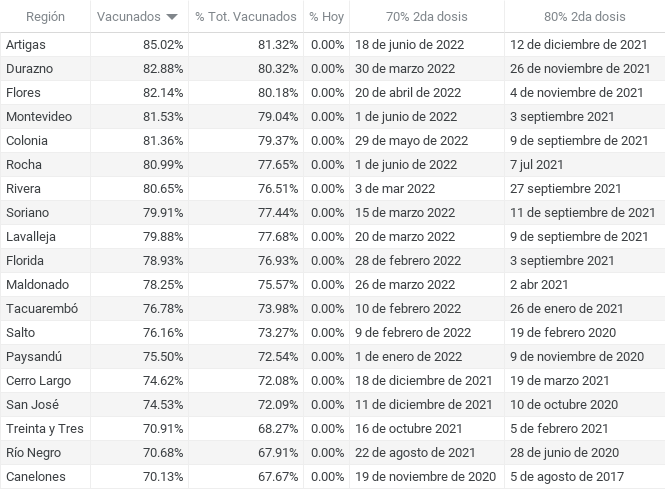 Región Vacunados % Tot. Vacunados % Hoy 70% 2da dosis 80% 2da dosis
Artigas 85.02% 81.32% 0.00% 18 de junio de 2022 12 de diciembre de 2021
Durazno 82.88% 80.32% 0.00% 30 de marzo 2022 26 de noviembre de 2021
Flores 82.14% 80.18% 0.00% 20 de abril de 2022 4 de noviembre de 2021
Montevideo 81.53% 79.04% 0.00% 1 de junio de 2022 3 septiembre 2021
Colonia 81.36% 79.37% 0.00% 29 de mayo de 2022 9 de septiembre de 2021
Rocha 80.99% 77.65% 0.00% 1 de junio de 2022 7 jul 2021
Rivera 80.65% 76.51% 0.00% 3 de mar 2022 27 septiembre 2021
Soriano 79.91% 77.44% 0.00% 15 de marzo 2022 11 de septiembre de 2021
Lavalleja 79.88% 77.68% 0.00% 20 de marzo 2022 9 de septiembre de 2021
Florida 78.93% 76.93% 0.00% 28 de febrero 2022 3 septiembre 2021
Maldonado 78.25% 75.57% 0.00% 26 de marzo 2022 2 abr 2021
Tacuarembó 76.78% 73.98% 0.00% 10 de febrero 2022 26 de enero de 2021
Salto 76.16% 73.27% 0.00% 9 de febrero de 2022 19 de febrero 2020
Paysandú 75.50% 72.54% 0.00% 1 de enero de 2022 9 de noviembre de 2020
Cerro Largo 74.62% 72.08% 0.00% 18 de diciembre de 2021 19 de marzo 2021
San José 74.53% 72.09% 0.00% 11 de diciembre de 2021 10 de octubre 2020
Treinta y Tres 70.91% 68.27% 0.00% 16 de octubre 2021 5 de febrero 2021
Río Negro 70.68% 67.91% 0.00% 22 de agosto de 2021 28 de junio de 2020
Canelones 70.13% 67.67% 0.00% 19 de noviembre de 2020 5 de agosto de 2017